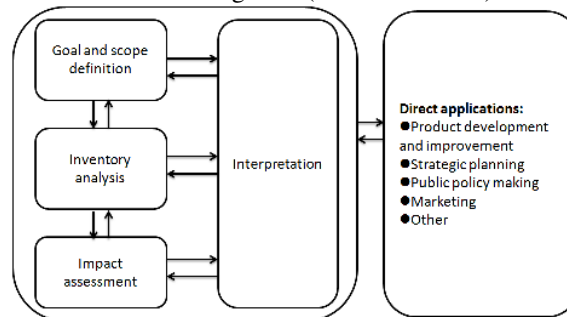 Goal and scope
definition
Inventory
analysis
Impact
assessment
Interpretation
Direct applications:
●Product development
and improvement
●Strategic planning
●Public policy making
●Marketing
●Other